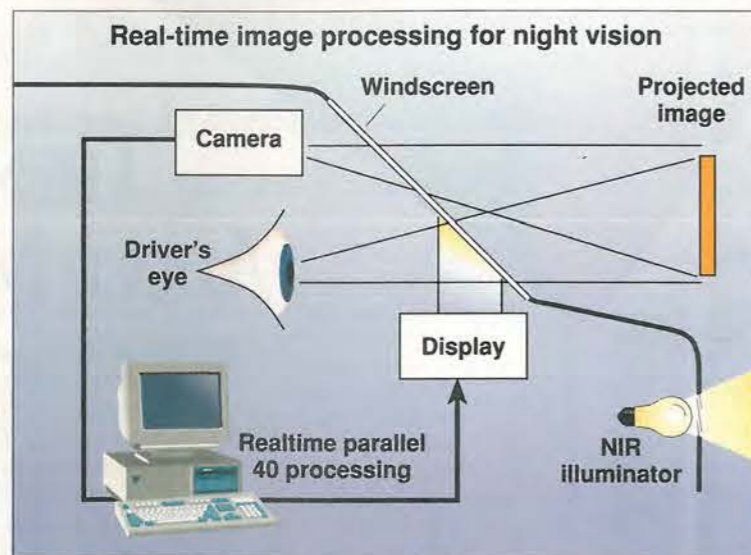 Real-time image processing for night vision
Windscreen
Projected
image
Camera
Driver's
eye
Display
Realtime parallel
40 processing
NIR
illuminator